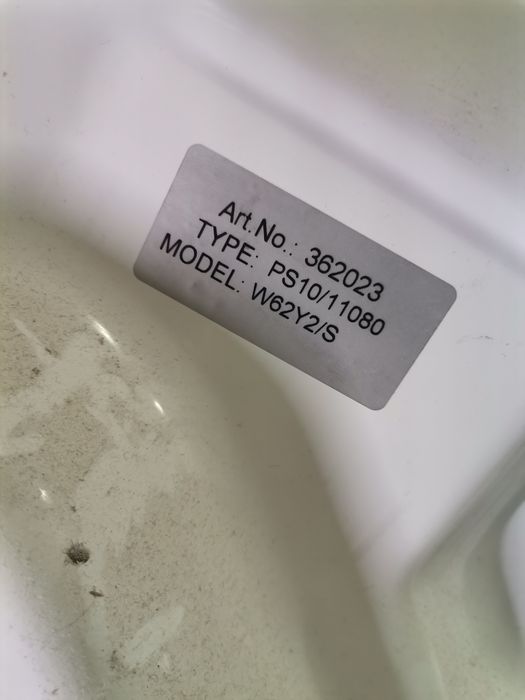 Art.No.: 362023
TYPE: PS10/11080
MODEL: W62Y2/S